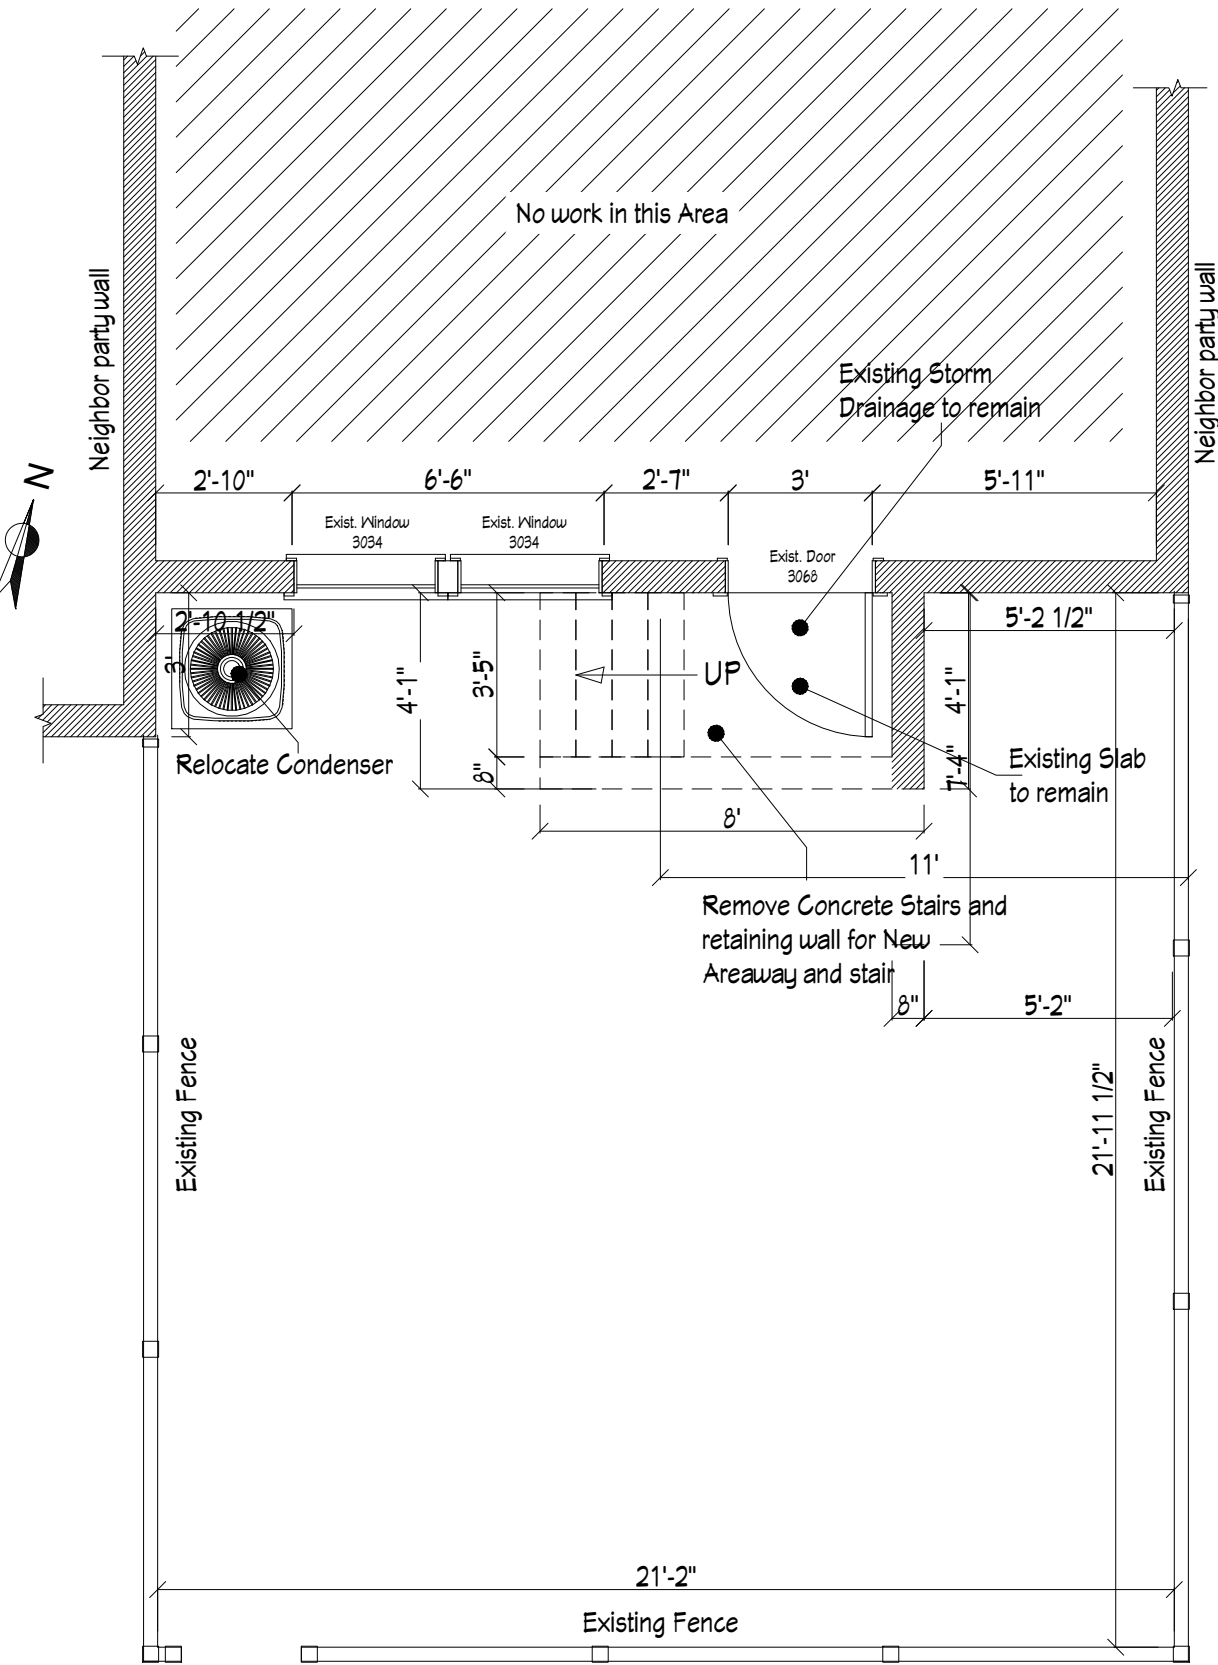 No work in this Area
Neighbor party wall
Neighbor party wall
Existing Storm
Drainage to remain
N
2'-10"
6'-6"
2'-7"
3'
5'-11"
Exist. Window
3034
Exist. Window
3034
Exist. Door
3068
2'-10 1/2"
3'
4'-1"
3'-5"
8"
UP
5'-2 1/2"
4'-1"
7'-4"
Relocate Condenser
Existing Slab
to remain
8'
11'
Remove Concrete Stairs and
retaining wall for New
Areaway and stair
8"
5'-2"
Existing Fence
21'-11 1/2"
Existing Fence
21'-2"
Existing Fence